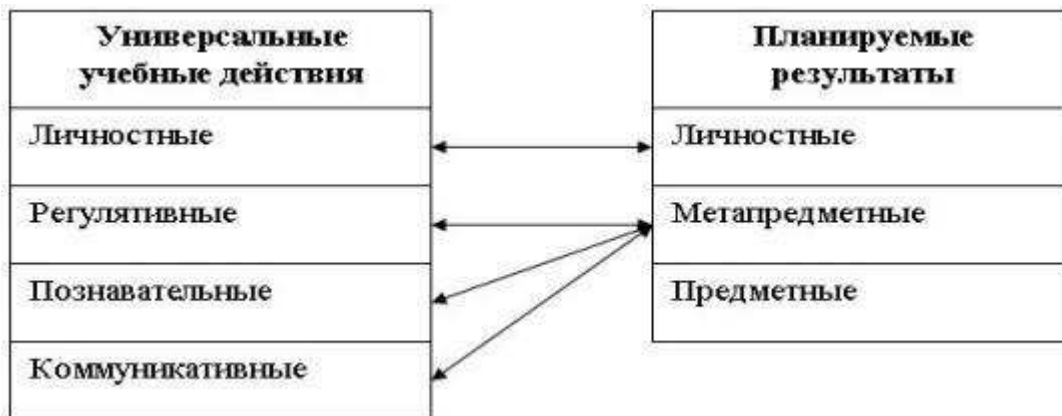 Универсальные
учебные действия
Личностные
Регулятивные
Познавательные
Коммуникативные
Планируемые
результаты
Личностные
Метапредметные
Предметные